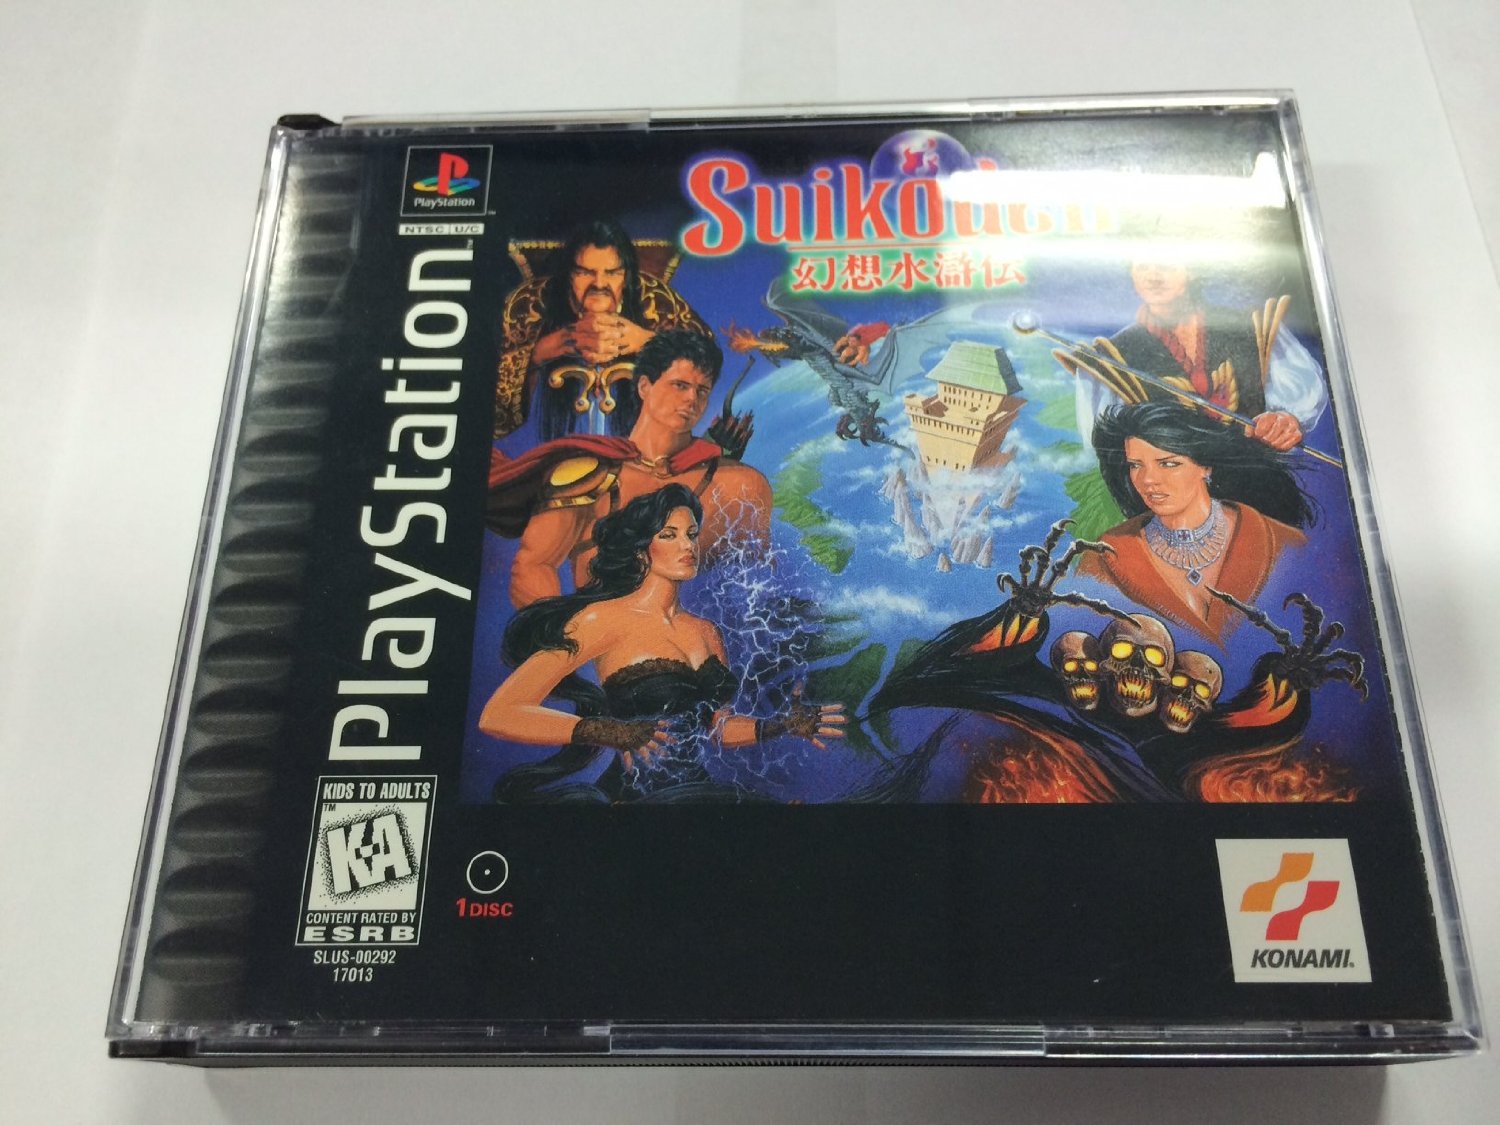 PlayStation
NTSC U/C
PlayStation
Suikoden
幻想水滸伝
KIDS TO ADULTS
K-A
CONTENT RATED BY
ESRB
SLUS-00292
17013
1 DISC
KONAMI